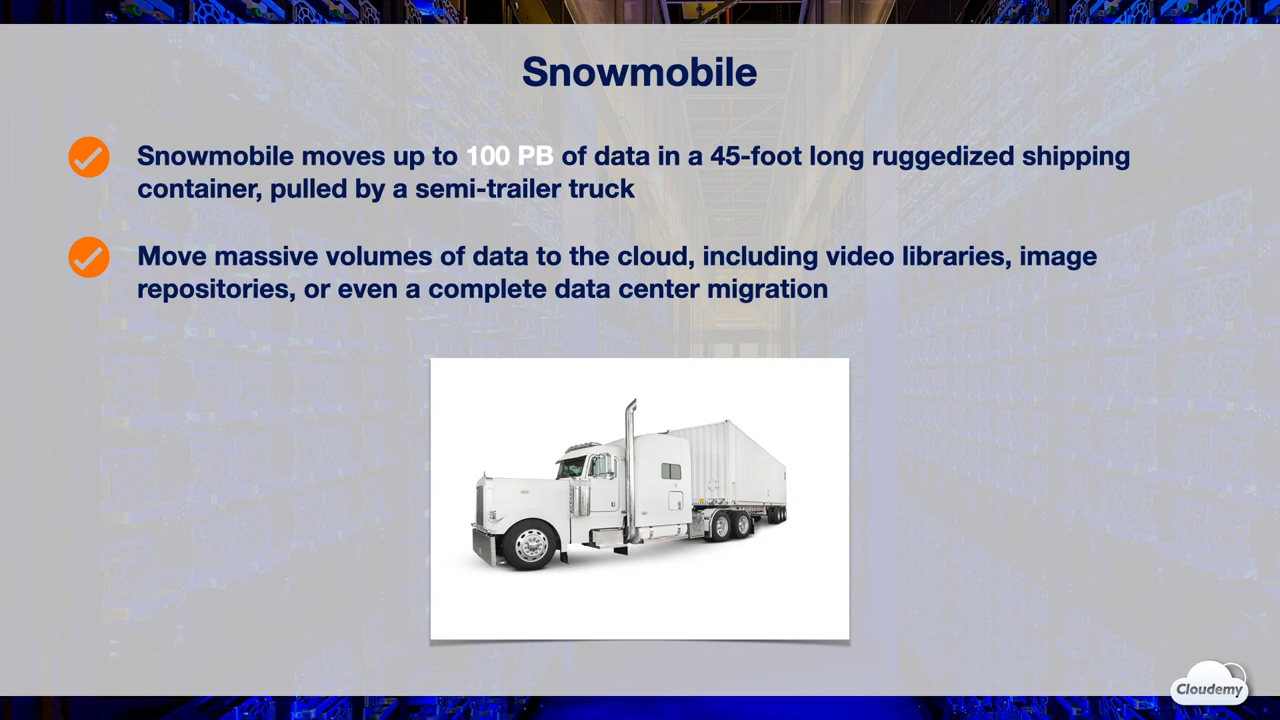 Snowmobile
Snowmobile moves up to 100 PB of data in a 45-foot long ruggedized shipping
container, pulled by a semi-trailer truck
Move massive volumes of data to the cloud, including video libraries, image
repositories, or even a complete data center migration
Cloudemy